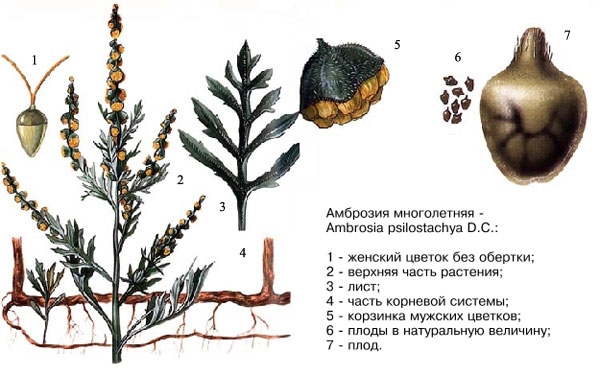 1
2
3
4
5
6
7
Амброзия многолетняя -
Ambrosia psilostachya D.C.:
1 - женский цветок без обертки;
2 - верхняя часть растения;
3 - лист;
4 - часть корневой системы;
5 - корзинка мужских цветков;
6 - плоды в натуральную величину;
7 - плод.